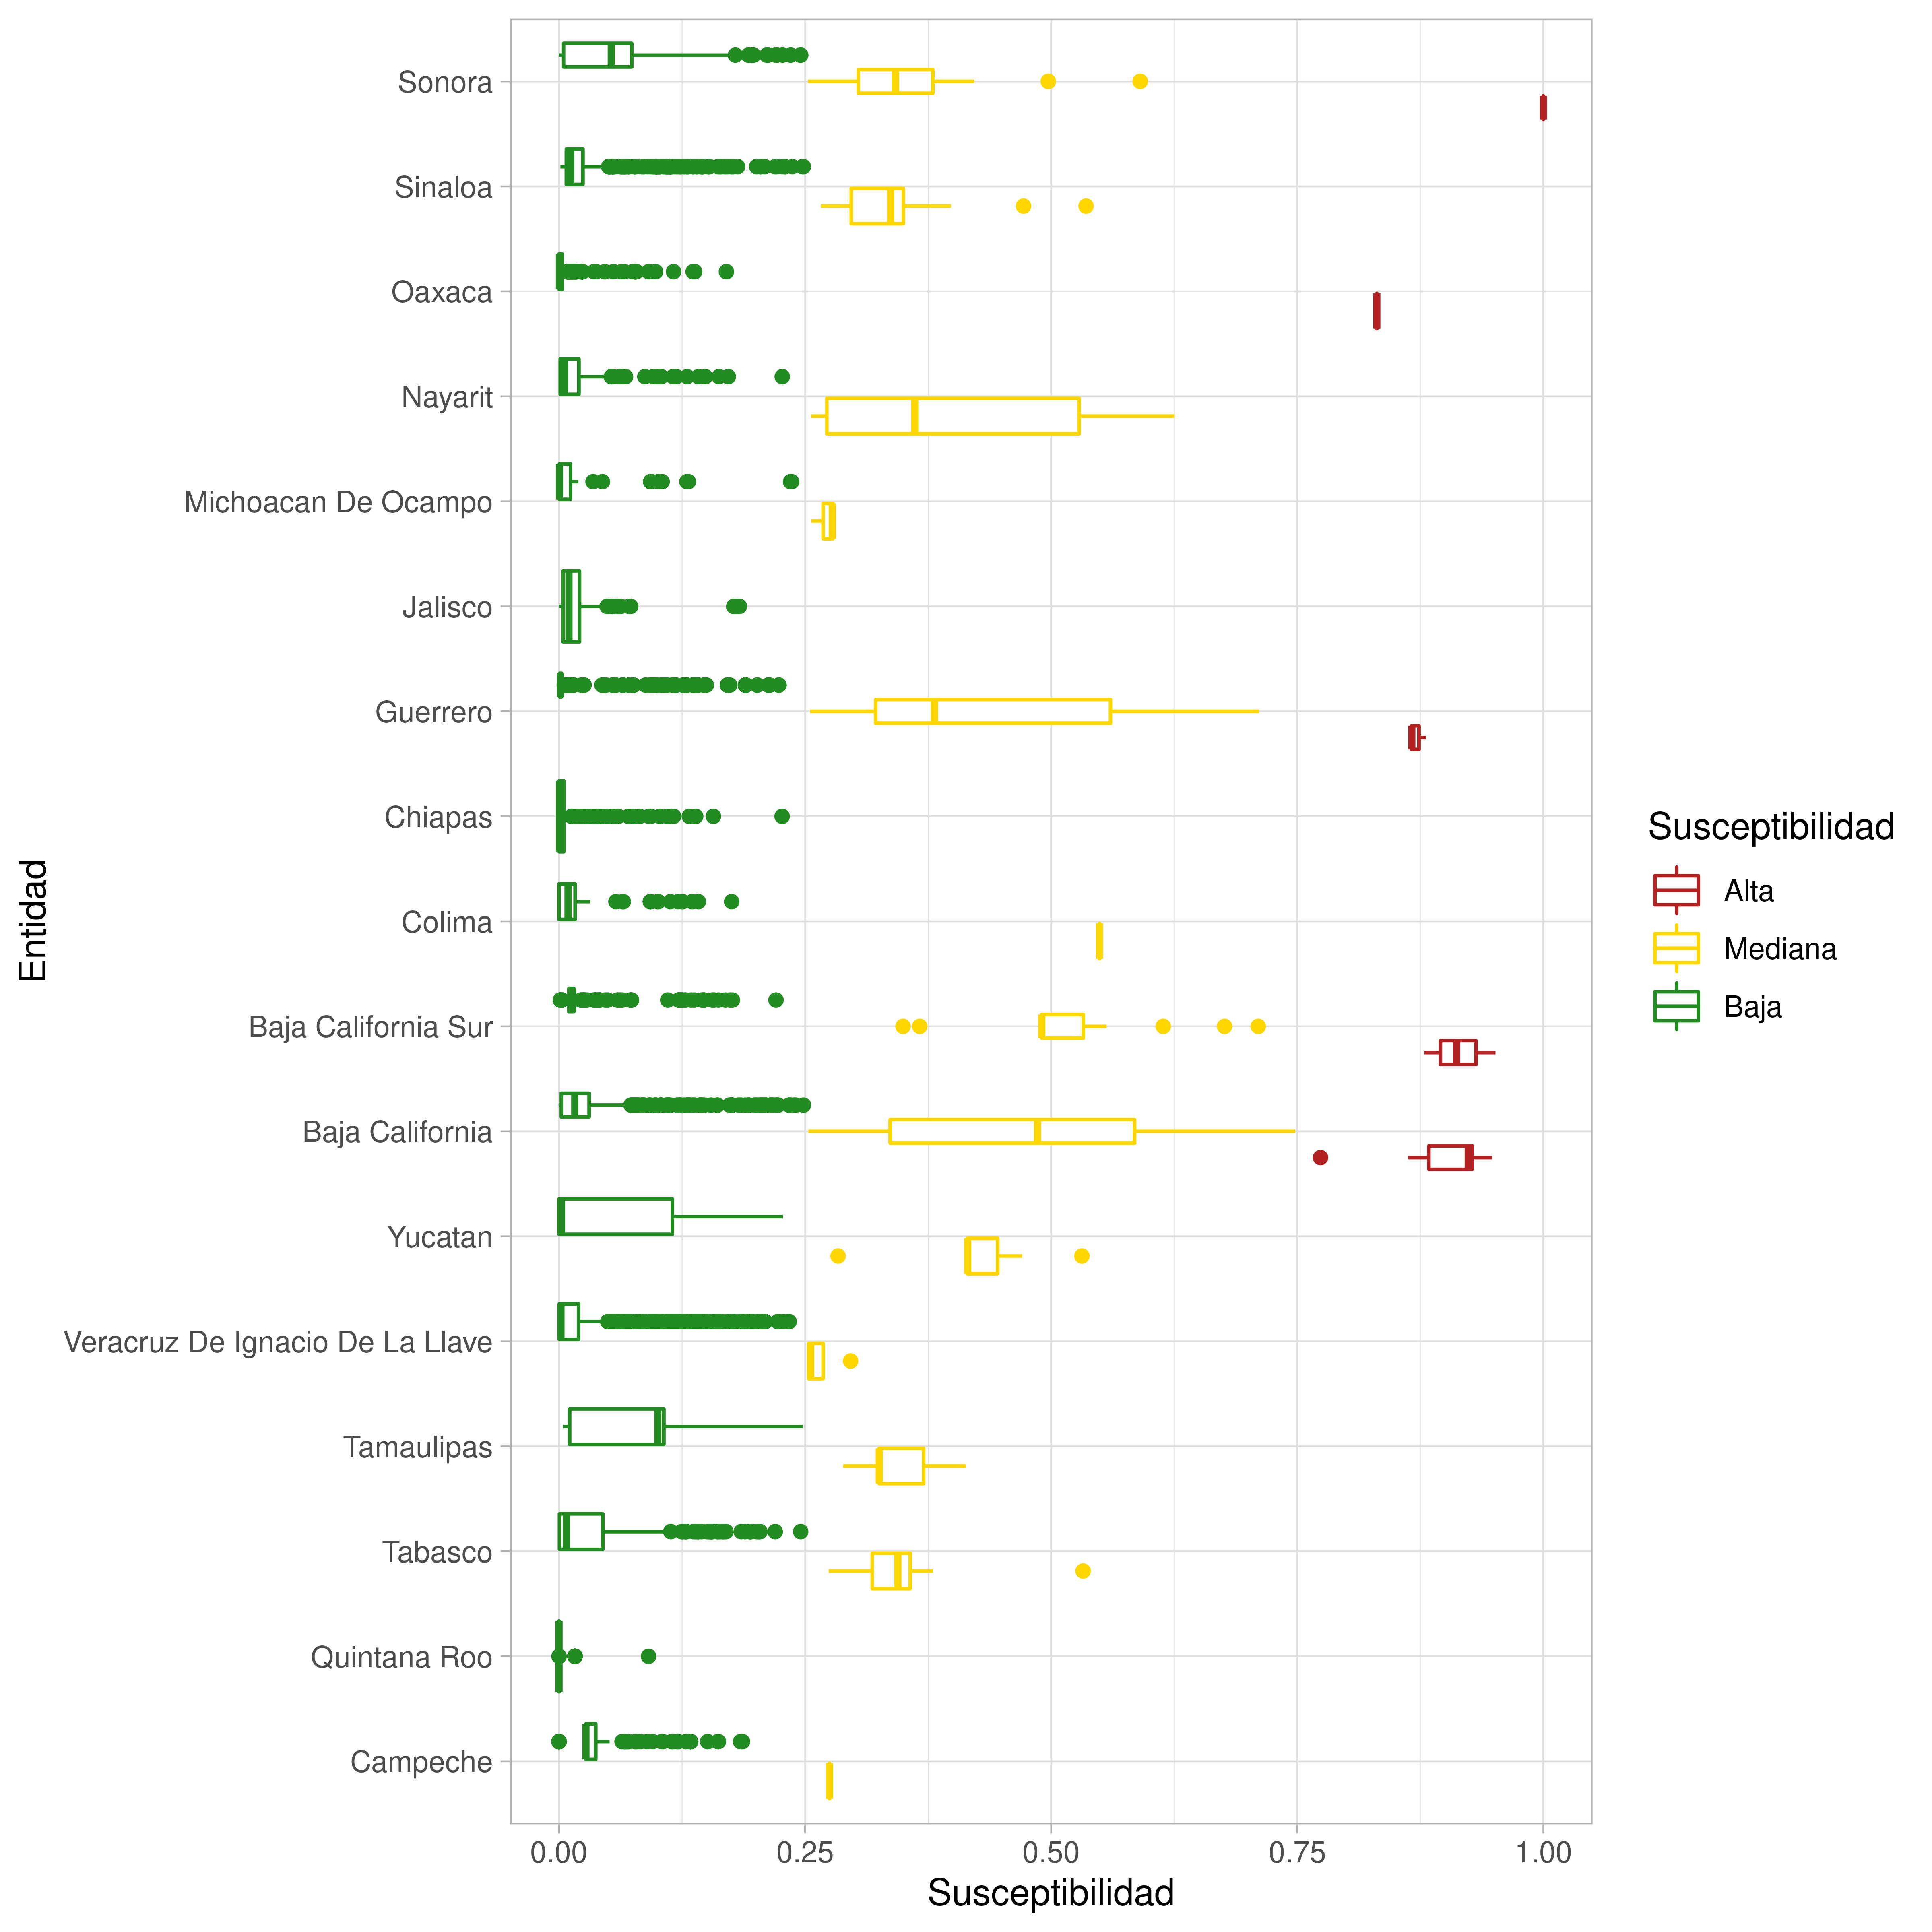 Entidad
Sonora
Sinaloa
Oaxaca
Nayarit
Michoacan De Ocampo
Jalisco
Guerrero
Chiapas
Colima
Baja California Sur
Baja California
Yucatan
Veracruz De Ignacio De La Llave
Tamaulipas
Tabasco
Quintana Roo
Campeche
0.00 0.25 0.50 0.75 1.00
Susceptibilidad
Susceptibilidad
Alta
Mediana
Baja